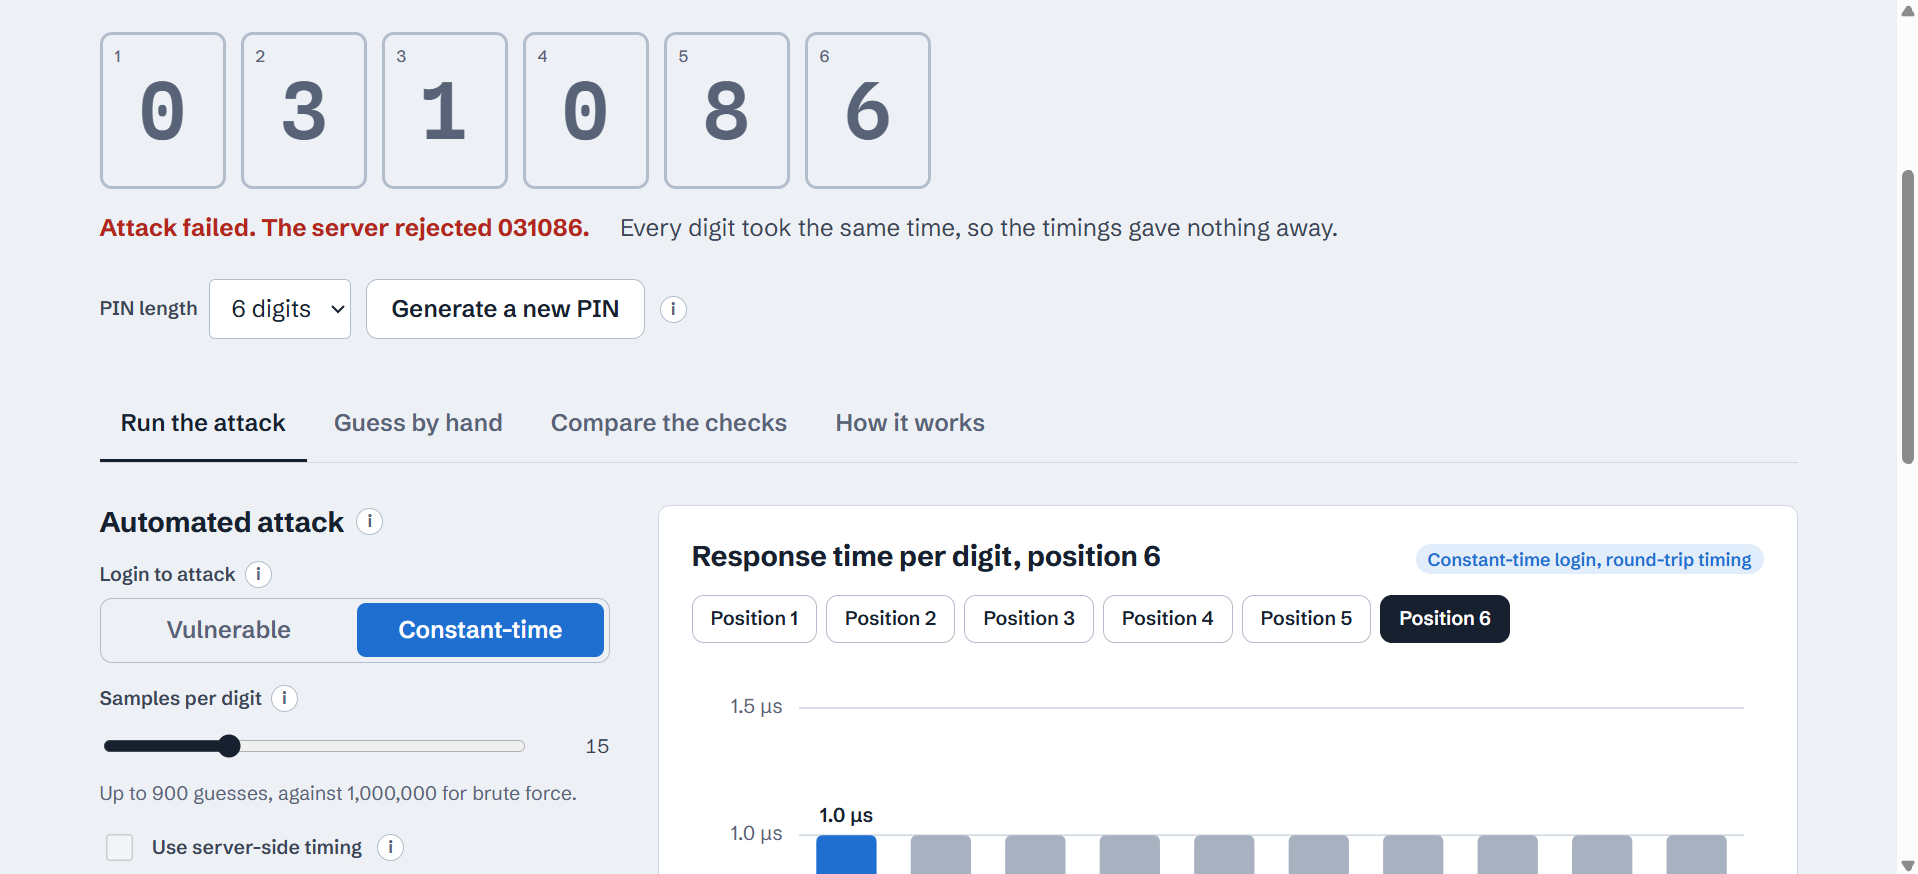 1 2 3 4 5 6
0 3 1 0 8 6
Attack failed. The server rejected 031086. Every digit took the same time, so the timings gave nothing away.
PIN length 6 digits Generate a new PIN i
Run the attack Guess by hand Compare the checks How it works
Automated attack i
Login to attack i
Vulnerable Constant-time
Samples per digit i
15
Up to 900 guesses, against 1,000,000 for brute force.
Use server-side timing i
Response time per digit, position 6
Constant-time login, round-trip timing
Position 1 Position 2 Position 3 Position 4 Position 5 Position 6
1.5 µs
1.0 µs
1.0 µs